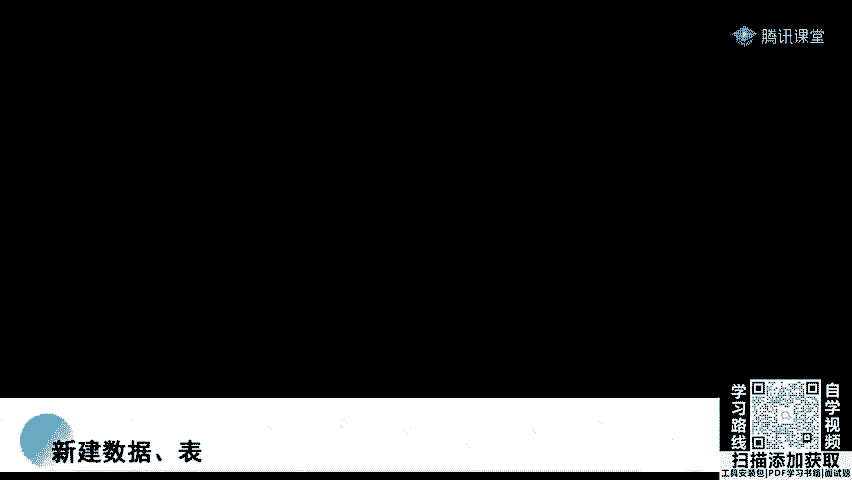 腾讯课堂
新建数据、表
学习路线
自学视频
扫描添加获取
工具安装包|PDF学习书籍|面试题